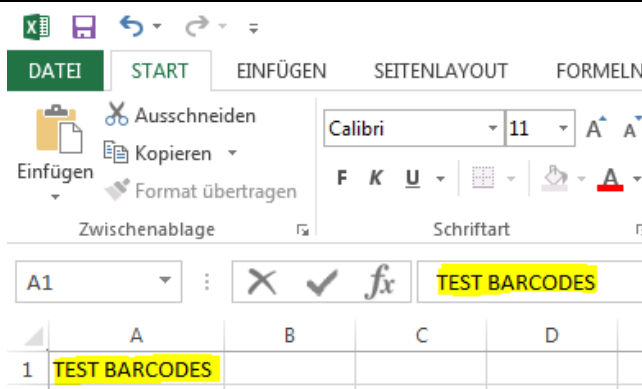 DATEI START EINFÜGEN SEITENLAYOUT FORMELN
Ausschneiden
Calibri 11 A A
Kopieren
Einfügen
F K U A
Format übertragen
Zwischenablage Schriftart
A1 fx TEST BARCODES
A B C D
1 TEST BARCODES